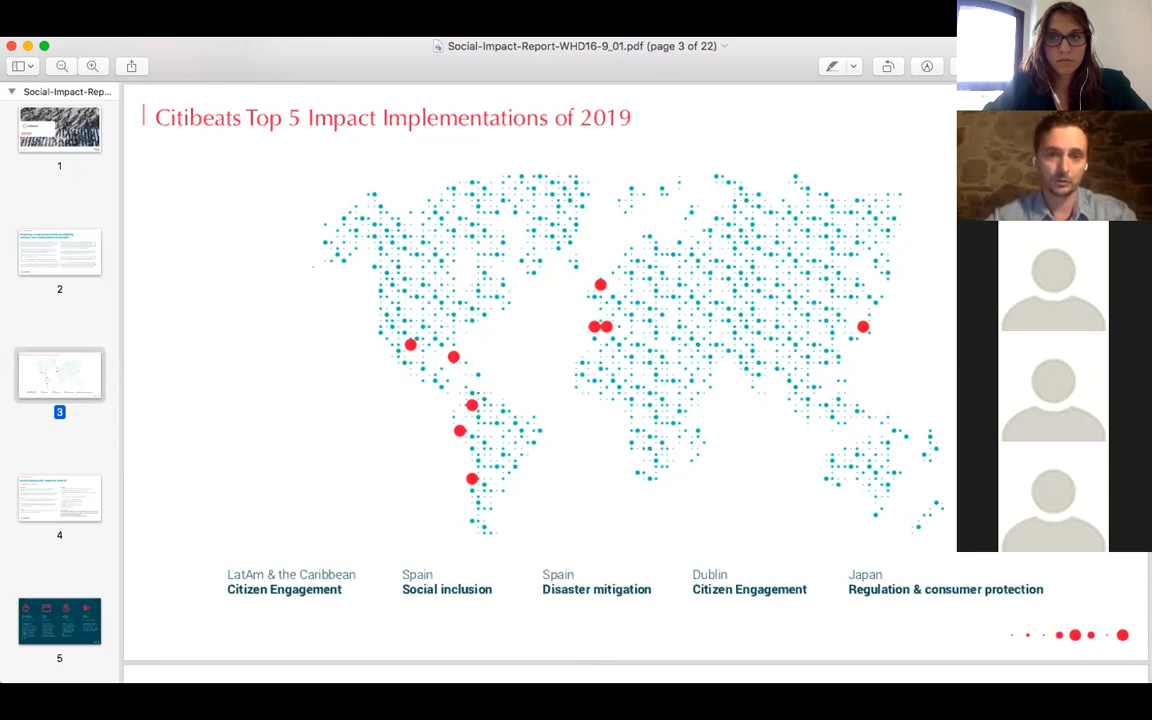 Social-Impact-Report-WHD16-9_01.pdf (page 3 of 22)
Social-Impact-Rep...
1
2
3
4
5
Citibeats Top 5 Impact Implementations of 2019
LatAm & the Caribbean
Citizen Engagement
Spain
Social inclusion
Spain
Disaster mitigation
Dublin
Citizen Engagement
Japan
Regulation & consumer protection